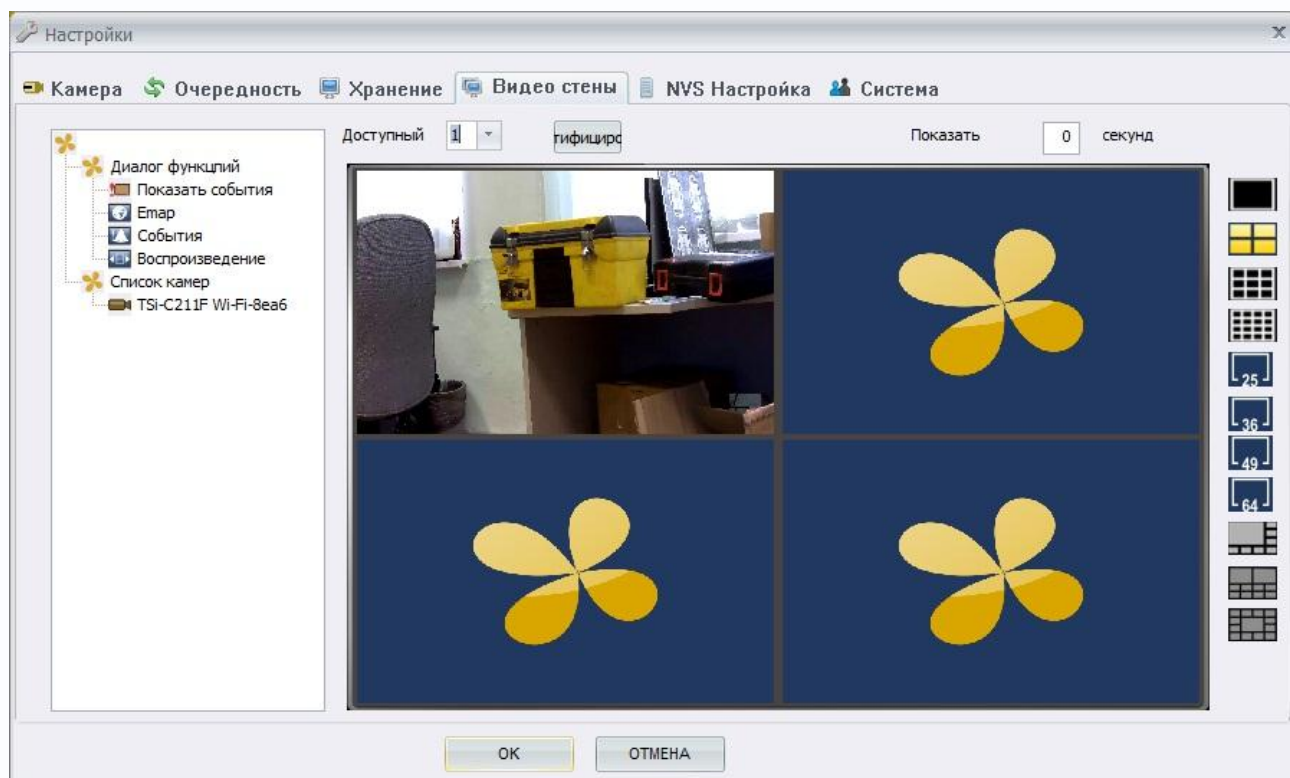 Настройки
Камера Очередность Хранение Видео стены NVS Настройка Система
Доступный 1 тифициро Показать 0 секунд
Диалог функцпий
Показать события
Emap
События
Воспроизведение
Список камер
TSi-C211F Wi-Fi-8ea6
25
36
49
64
OK ОТМЕНА